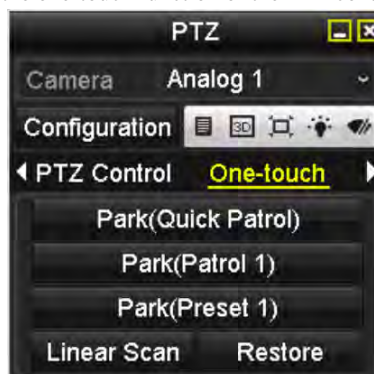 PTZ
Camera Analog 1
Configuration 3D
PTZ Control One-touch
Park(Quick Patrol)
Park(Patrol 1)
Park(Preset 1)
Linear Scan Restore